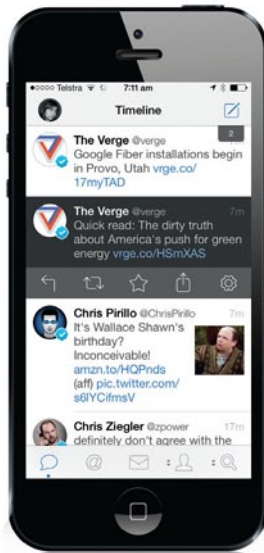 Telstra 7:11 am
Timeline
2
The Verge @verge 7m
Google Fiber installations begin
in Provo, Utah vrge.co/
17myTAD
The Verge @verge 7m
Quick read: The dirty truth
about America's push for green
energy vrge.co/HSmXAS
Chris Pirillo @ChrisPirillo 7m
It's Wallace Shawn's
birthday?
Inconceivable!
amzn.to/HQPnds
(aff) pic.twitter.com/
s6lYCifmsV
Chris Ziegler @zpower 17m
definitely don't agree with the